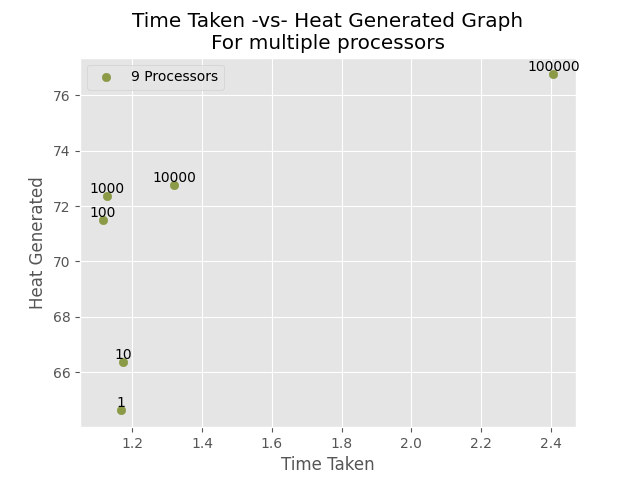 Time Taken -vs- Heat Generated Graph
For multiple processors
9 Processors
100000
10000
1000
100
10
1
76
74
72
70
68
66
Heat Generated
1.2 1.4 1.6 1.8 2.0 2.2 2.4
Time Taken